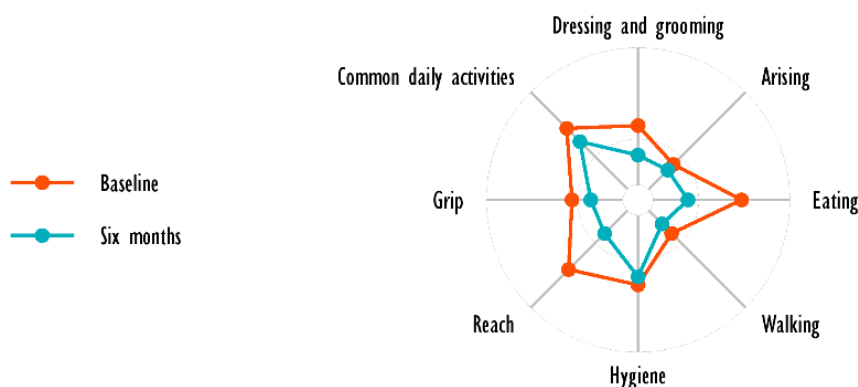 Dressing and grooming
Common daily activities
Arising
Baseline
Grip
Eating
Six months
Reach
Walking
Hygiene